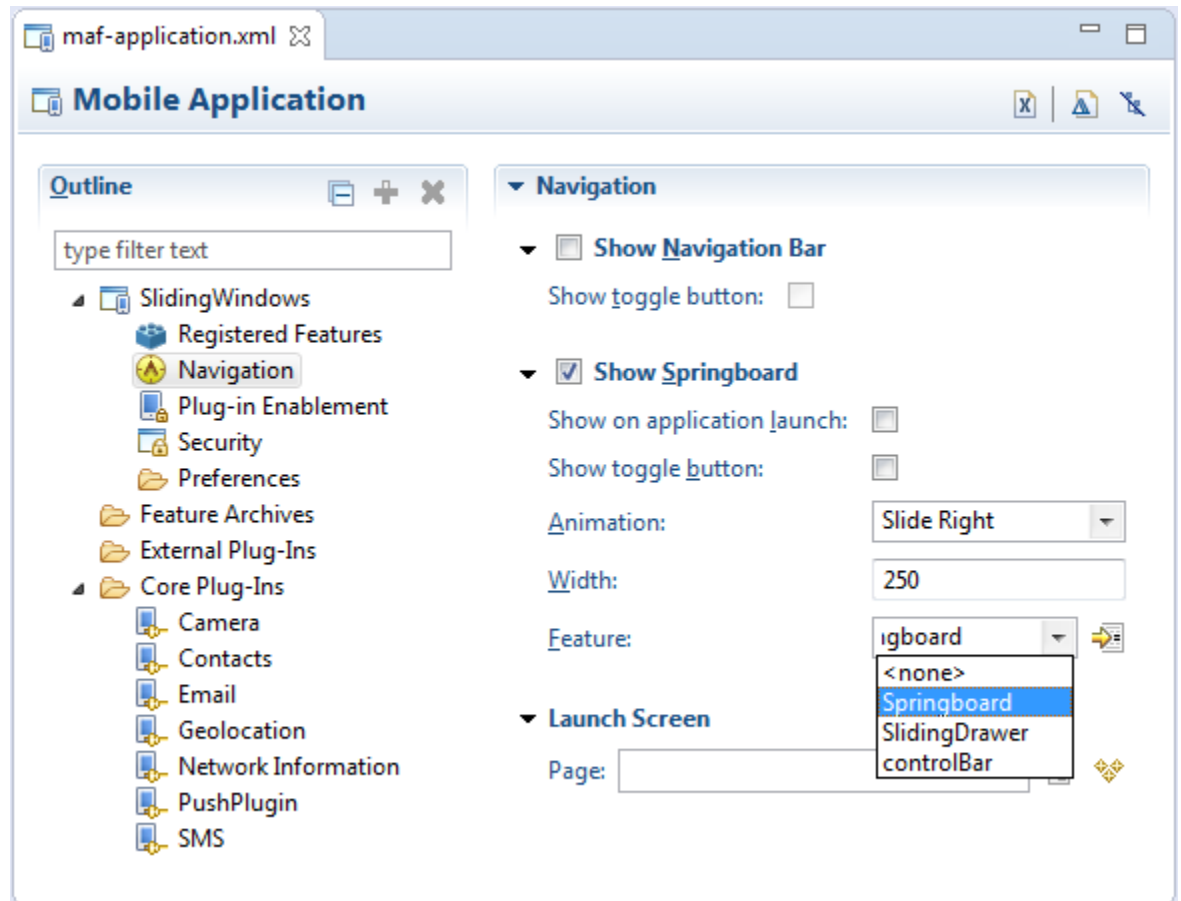 maf-application.xml
Mobile Application
Outline
type filter text
SlidingWindows
Registered Features
Navigation
Plug-in Enablement
Security
Preferences
Feature Archives
External Plug-Ins
Core Plug-Ins
Camera
Contacts
Email
Geolocation
Network Information
PushPlugin
SMS
Navigation
Show Navigation Bar
Show toggle button:
Show Springboard
Show on application launch:
Show toggle button:
Animation: Slide Right
Width: 250
Feature: ngboard
<none>
Springboard
SlidingDrawer
controlBar
Launch Screen
Page: